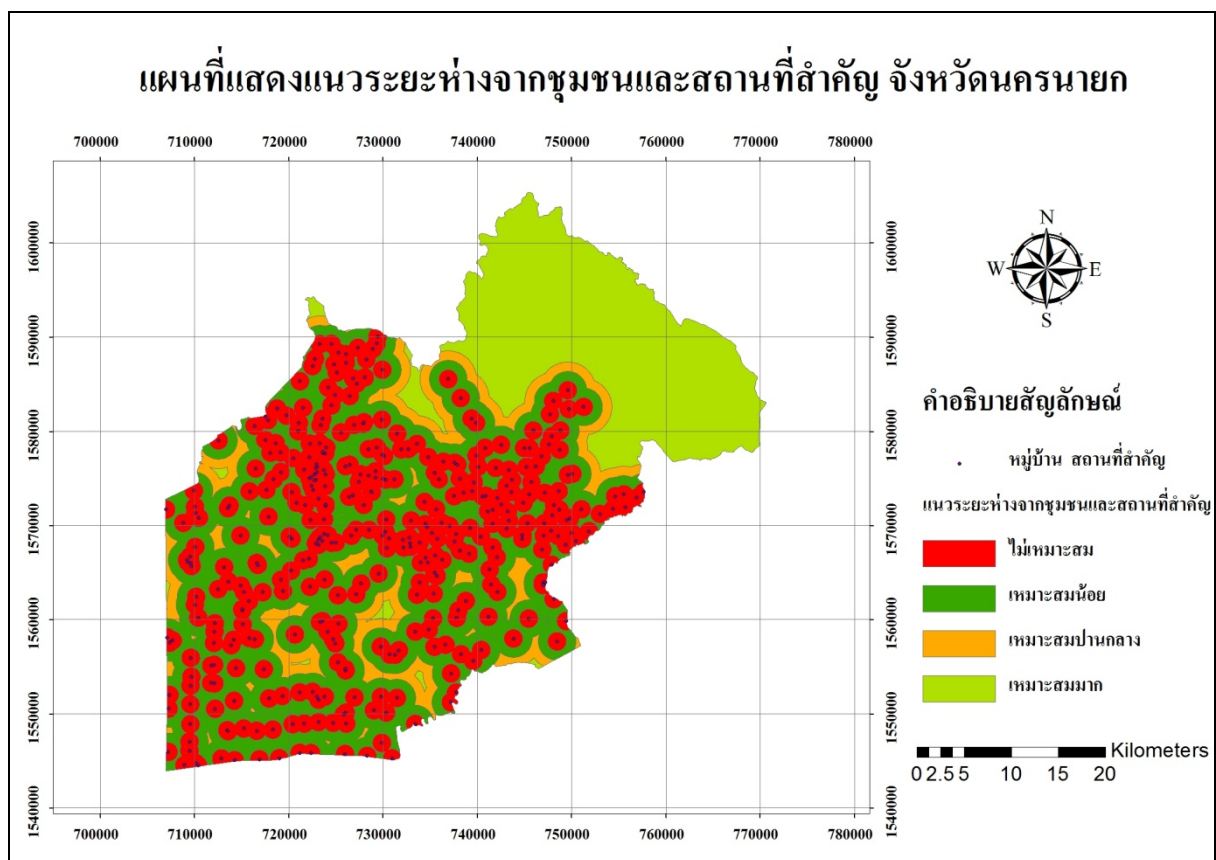 แผนที่แสดงแนวระยะห่างจากชุมชนและสถานที่สำคัญ จังหวัดนครนายก
700000 710000 720000 730000 740000 750000 760000 770000 780000
1600000 1600000
1590000 1590000
1580000 1580000
1570000 1570000
1560000 1560000
1550000 1550000
1540000 1540000
700000 710000 720000 730000 740000 750000 760000 770000 780000
N
W E
S
คำอธิบายสัญลักษณ์
หมู่บ้าน สถานที่สำคัญ
แนวระยะห่างจากชุมชนและสถานที่สำคัญ
ไม่เหมาะสม
เหมาะสมน้อย
เหมาะสมปานกลาง
เหมาะสมมาก
Kilometers
0 2.5 5 10 15 20